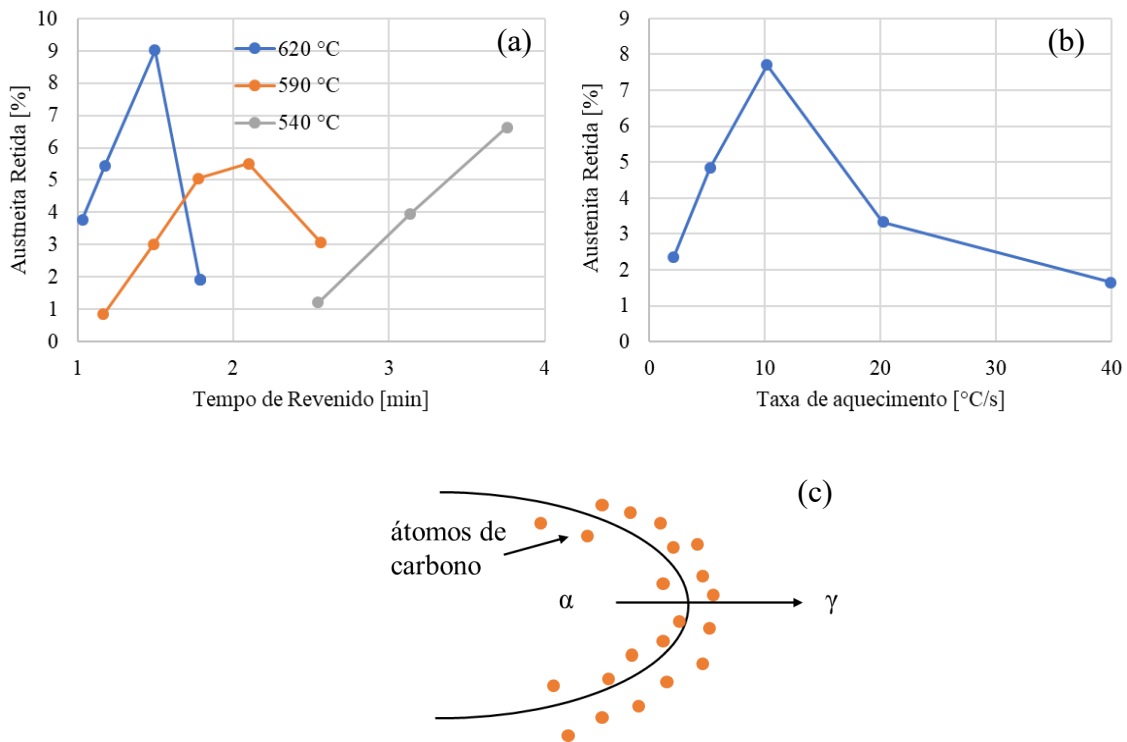 10
9
8
7
6
5
4
3
2
1
0
Austneita Retida [%]
620 °C
590 °C
540 °C
(a)
1
2
3
4
Tempo de Revenido [min]
9
8
7
6
5
4
3
2
1
0
Austenita Retida [%]
(b)
0
10
20
30
40
Taxa de aquecimento [°C/s]
(c)
átomos de
carbono
α
γ